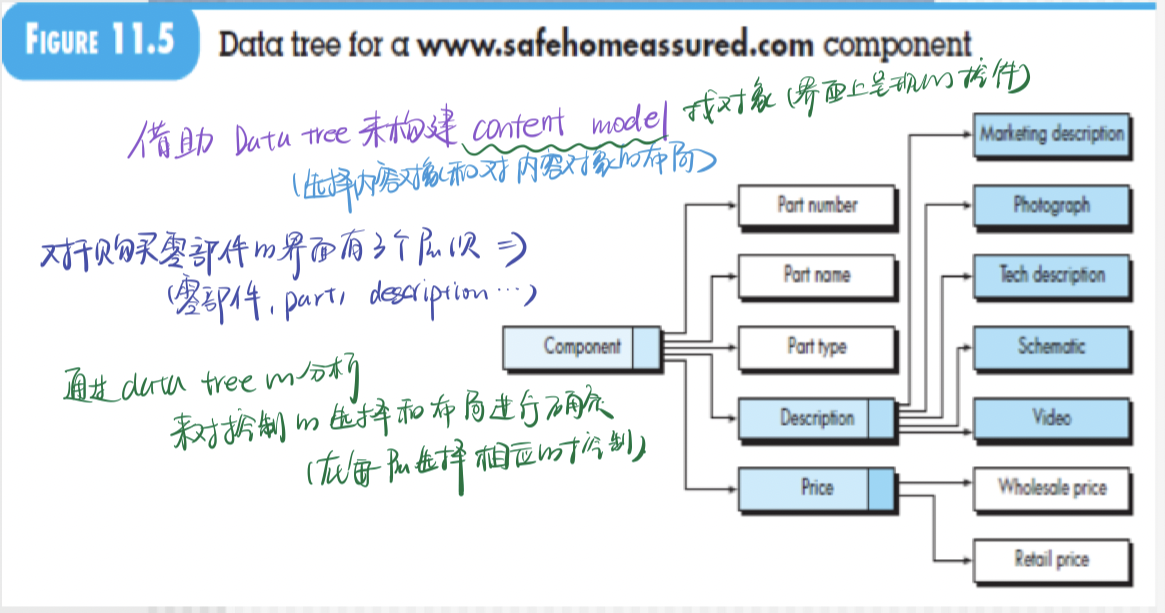 FIGURE 11.5
Data tree for a www.safehomeassured.com component
借助 Data tree 来构建 content model 找对象(界面上呈现的控件)
(选择内容对象和对内容对象的布局)
对于购买零部件的界面有3个阶层 =>
(零部件, part, description …)
通过 data tree 的分析
来对控制的选择和布局进行确定
(在每阶选择相应的控制)
Component
Part number
Part name
Part type
Description
Price
Marketing description
Photograph
Tech description
Schematic
Video
Wholesale price
Retail price